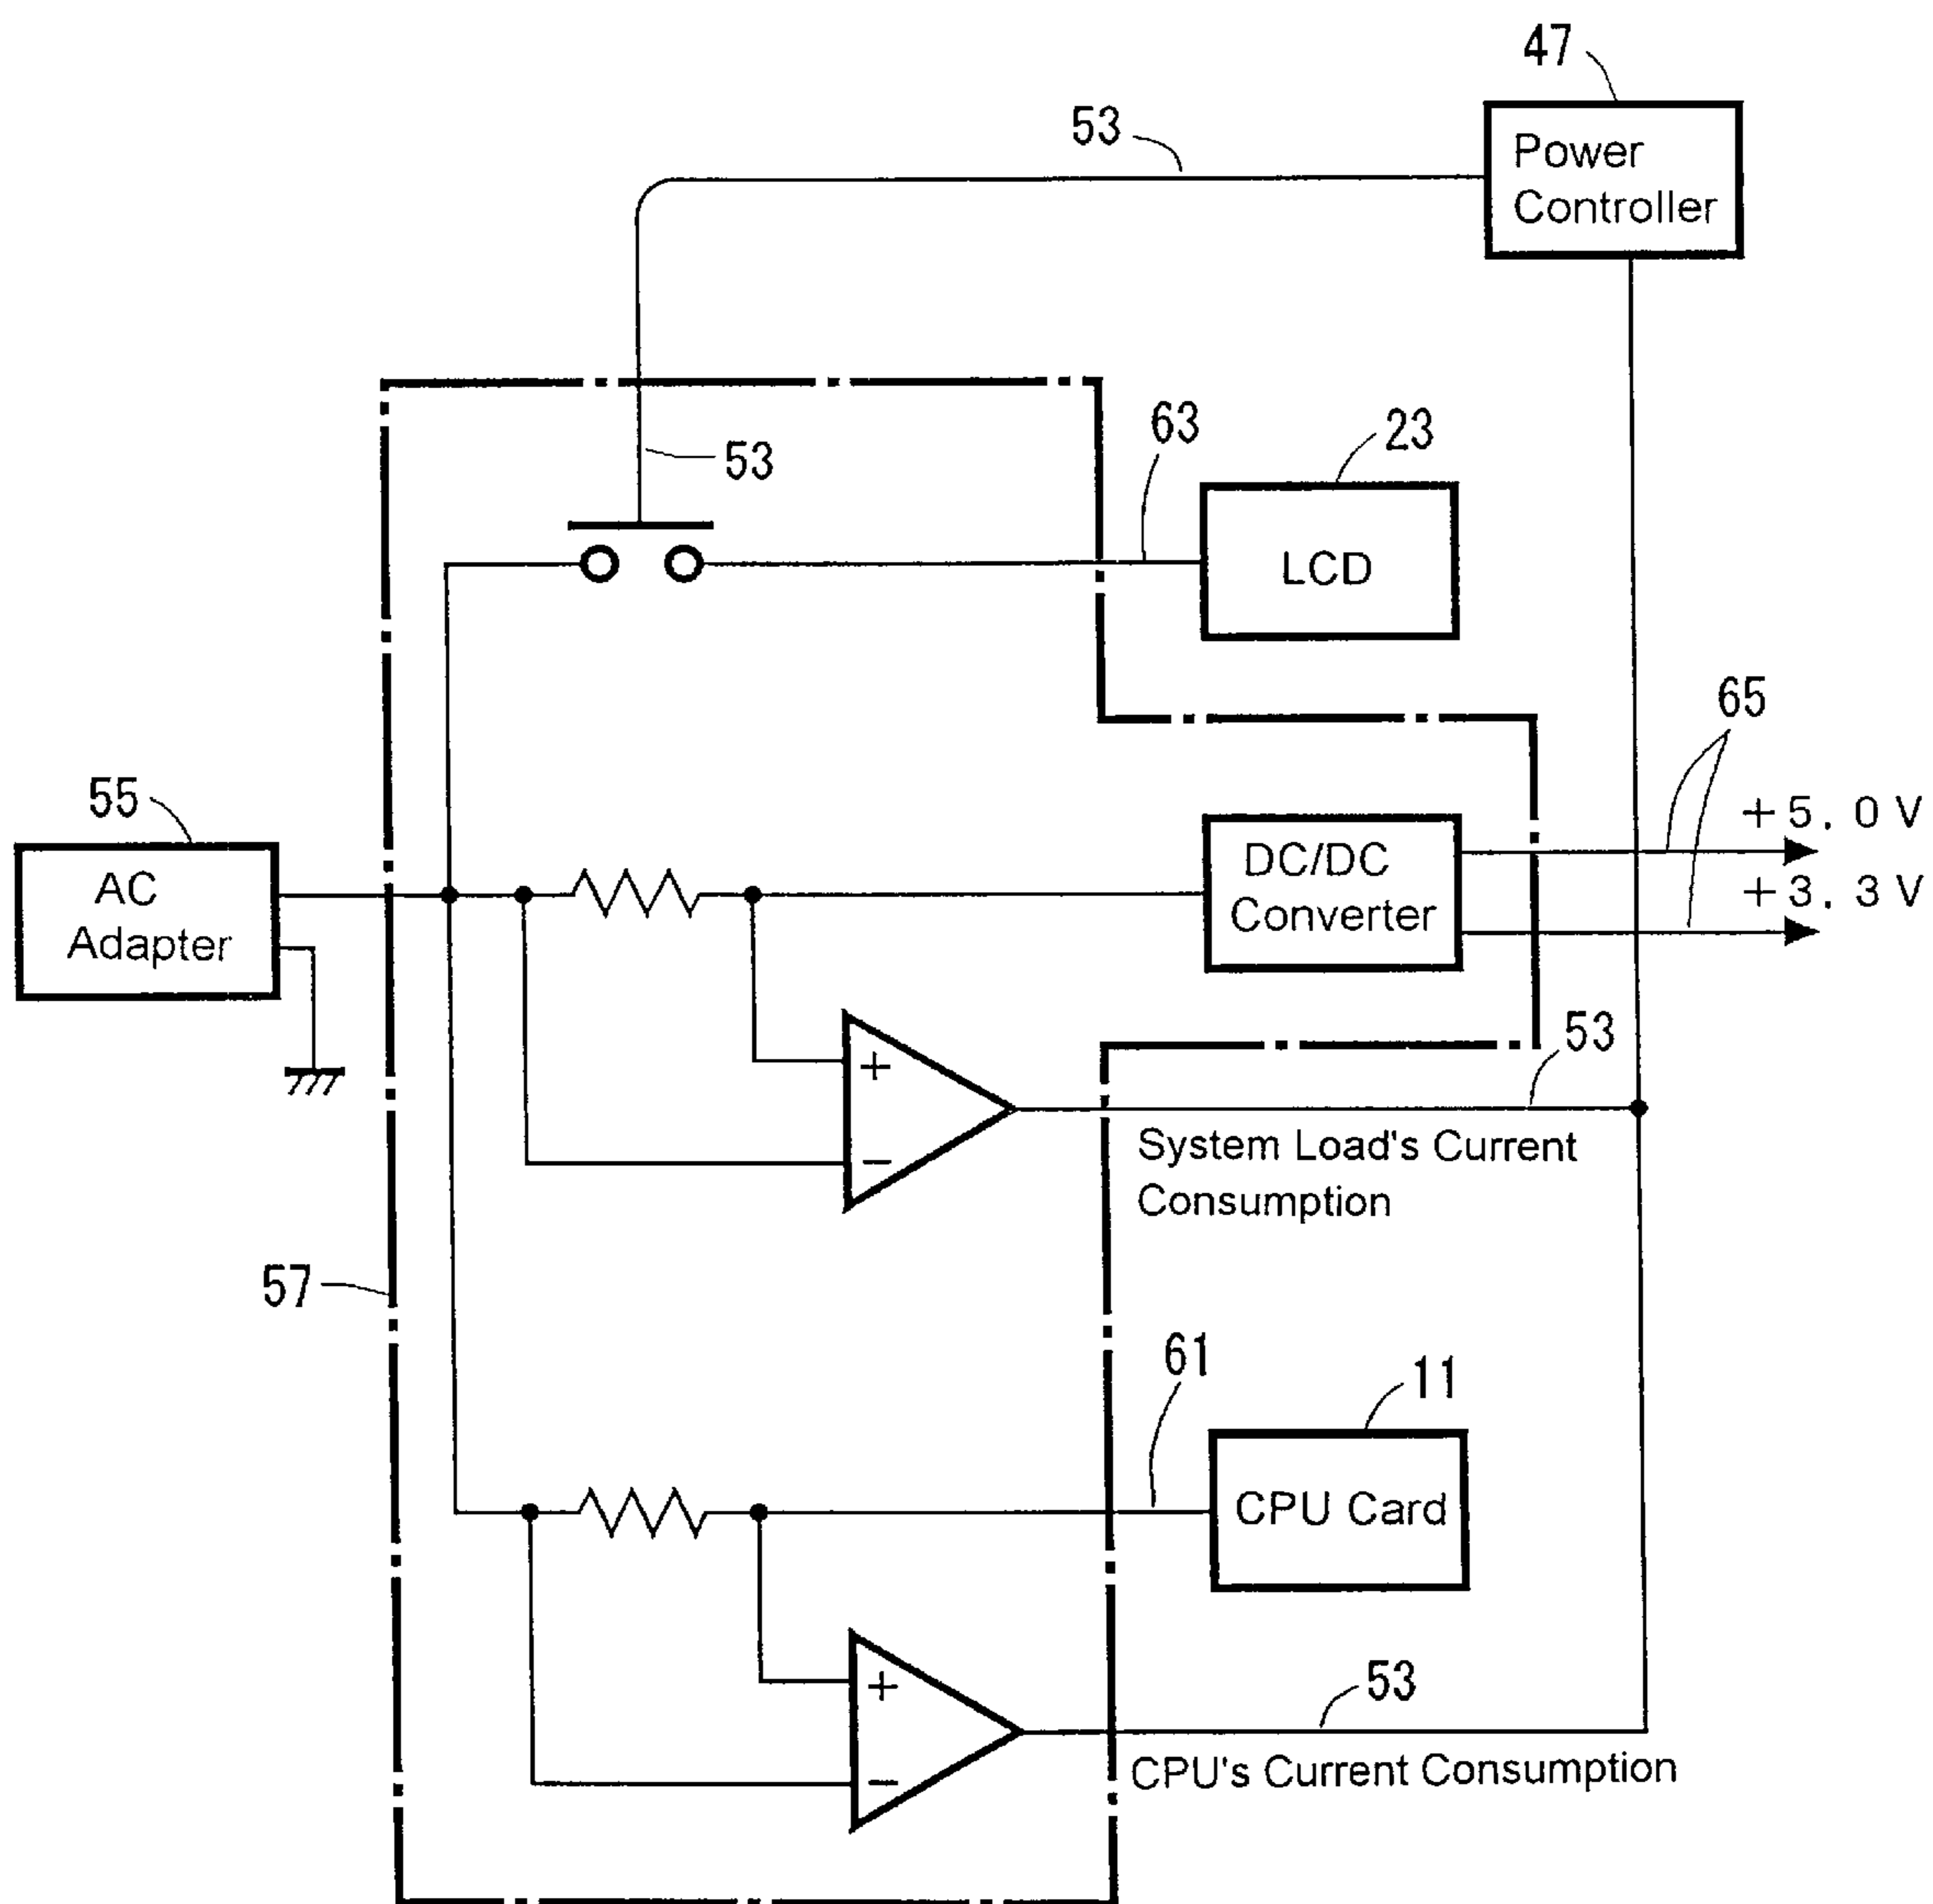 47
53
Power
Controller
53
63
23
LCD
65
+5.0V
+3.3V
55
AC
Adapter
DC/DC
Converter
+
−
53
System Load's Current
Consumption
57
61
11
CPU Card
+
−
53
CPU's Current Consumption